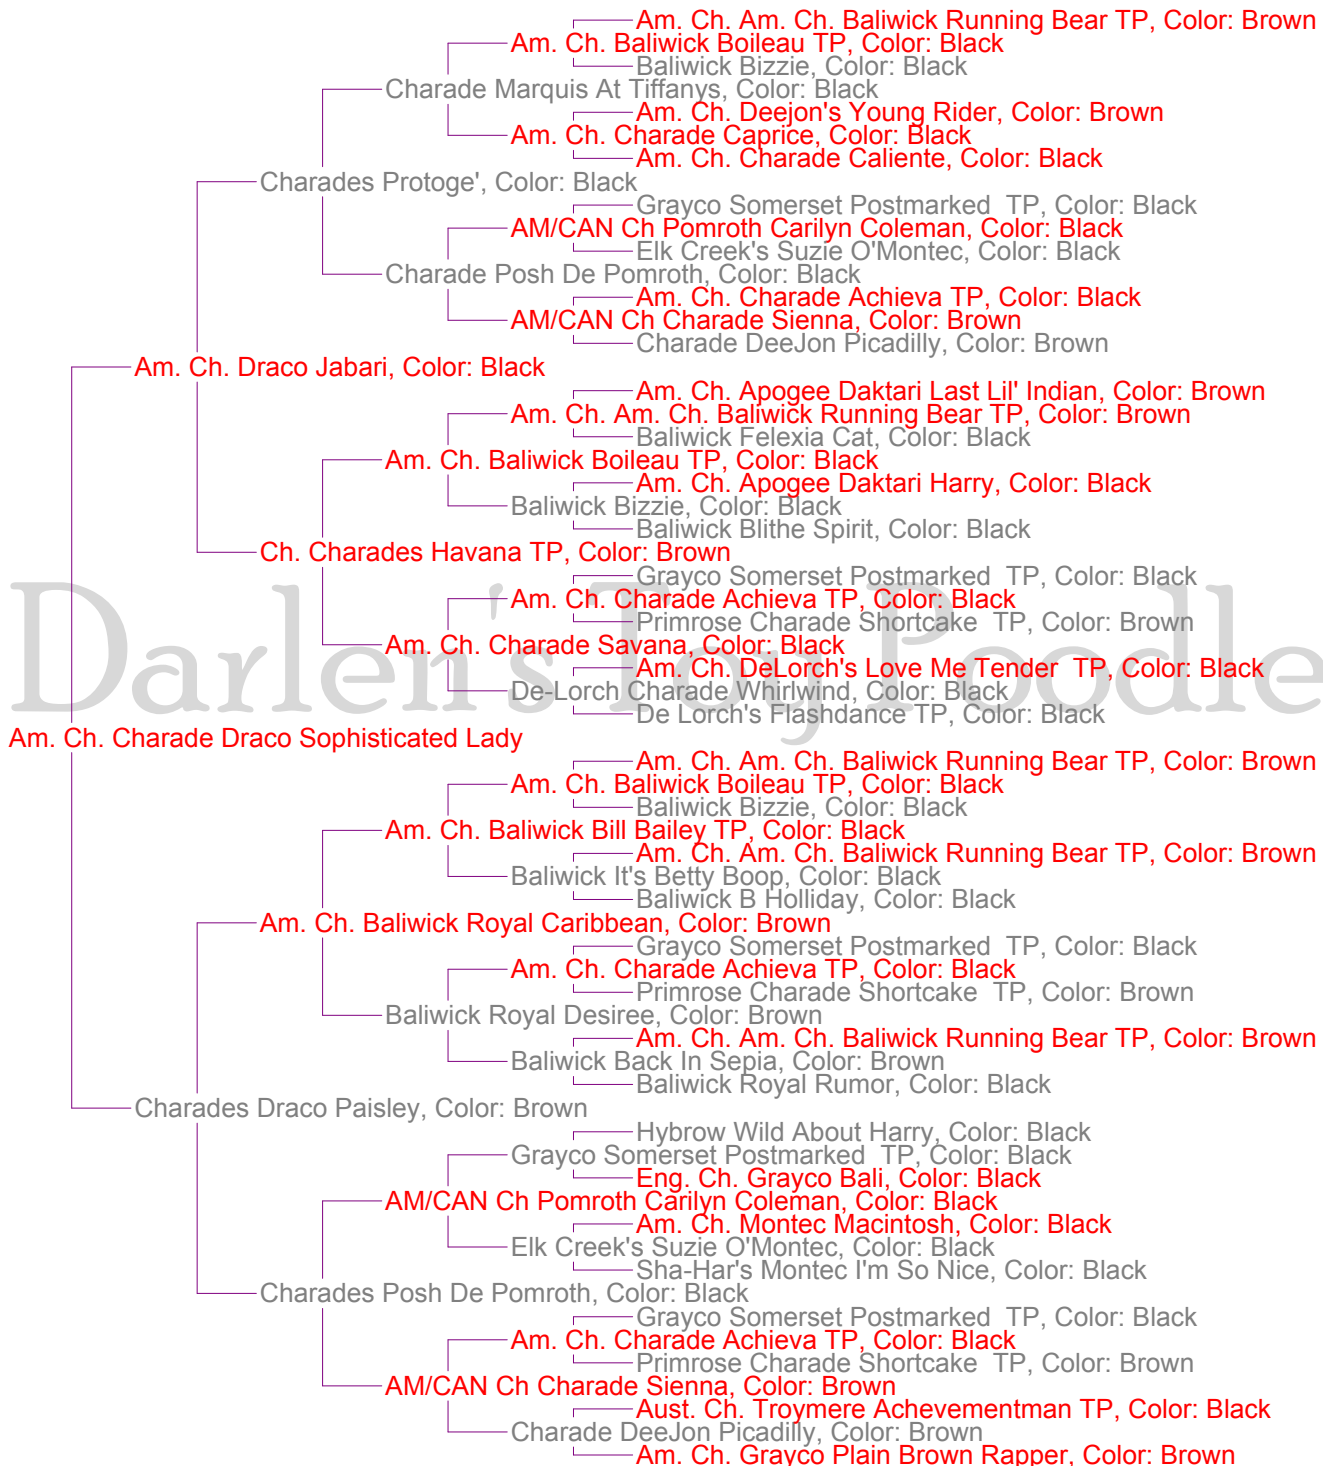 Am. Ch. Am. Ch. Baliwick Running Bear TP, Color: Brown
Am. Ch. Baliwick Boileau TP, Color: Black
Baliwick Bizzie, Color: Black
Charade Marquis At Tiffanys, Color: Black
Am. Ch. Deejon's Young Rider, Color: Brown
Am. Ch. Charade Caprice, Color: Black
Am. Ch. Charade Caliente, Color: Black
Charades Protoge', Color: Black
Grayco Somerset Postmarked  TP, Color: Black
AM/CAN Ch Pomroth Carilyn Coleman, Color: Black
Elk Creek's Suzie O'Montec, Color: Black
Charade Posh De Pomroth, Color: Black
Am. Ch. Charade Achieva TP, Color: Black
AM/CAN Ch Charade Sienna, Color: Brown
Charade DeeJon Picadilly, Color: Brown
Am. Ch. Draco Jabari, Color: Black
Am. Ch. Apogee Daktari Last Lil' Indian, Color: Brown
Am. Ch. Am. Ch. Baliwick Running Bear TP, Color: Brown
Baliwick Felexia Cat, Color: Black
Am. Ch. Baliwick Boileau TP, Color: Black
Am. Ch. Apogee Daktari Harry, Color: Black
Baliwick Bizzie, Color: Black
Baliwick Blithe Spirit, Color: Black
Ch. Charades Havana TP, Color: Brown
Grayco Somerset Postmarked  TP, Color: Black
Am. Ch. Charade Achieva TP, Color: Black
Primrose Charade Shortcake  TP, Color: Brown
Am. Ch. Charade Savana, Color: Black
Darlen's Toy Poodle
Am. Ch. DeLorch's Love Me Tender  TP, Color: Black
De-Lorch Charade Whirlwind, Color: Black
De Lorch's Flashdance TP, Color: Black
Am. Ch. Charade Draco Sophisticated Lady
Am. Ch. Am. Ch. Baliwick Running Bear TP, Color: Brown
Am. Ch. Baliwick Boileau TP, Color: Black
Baliwick Bizzie, Color: Black
Am. Ch. Baliwick Bill Bailey TP, Color: Black
Am. Ch. Am. Ch. Baliwick Running Bear TP, Color: Brown
Baliwick It's Betty Boop, Color: Black
Baliwick B Holliday, Color: Black
Am. Ch. Baliwick Royal Caribbean, Color: Brown
Grayco Somerset Postmarked  TP, Color: Black
Am. Ch. Charade Achieva TP, Color: Black
Primrose Charade Shortcake  TP, Color: Brown
Baliwick Royal Desiree, Color: Brown
Am. Ch. Am. Ch. Baliwick Running Bear TP, Color: Brown
Baliwick Back In Sepia, Color: Brown
Baliwick Royal Rumor, Color: Black
Charades Draco Paisley, Color: Brown
Hybrow Wild About Harry, Color: Black
Grayco Somerset Postmarked  TP, Color: Black
Eng. Ch. Grayco Bali, Color: Black
AM/CAN Ch Pomroth Carilyn Coleman, Color: Black
Am. Ch. Montec Macintosh, Color: Black
Elk Creek's Suzie O'Montec, Color: Black
Sha-Har's Montec I'm So Nice, Color: Black
Charades Posh De Pomroth, Color: Black
Grayco Somerset Postmarked  TP, Color: Black
Am. Ch. Charade Achieva TP, Color: Black
Primrose Charade Shortcake  TP, Color: Brown
AM/CAN Ch Charade Sienna, Color: Brown
Aust. Ch. Troymere Achevementman TP, Color: Black
Charade DeeJon Picadilly, Color: Brown
Am. Ch. Grayco Plain Brown Rapper, Color: Brown